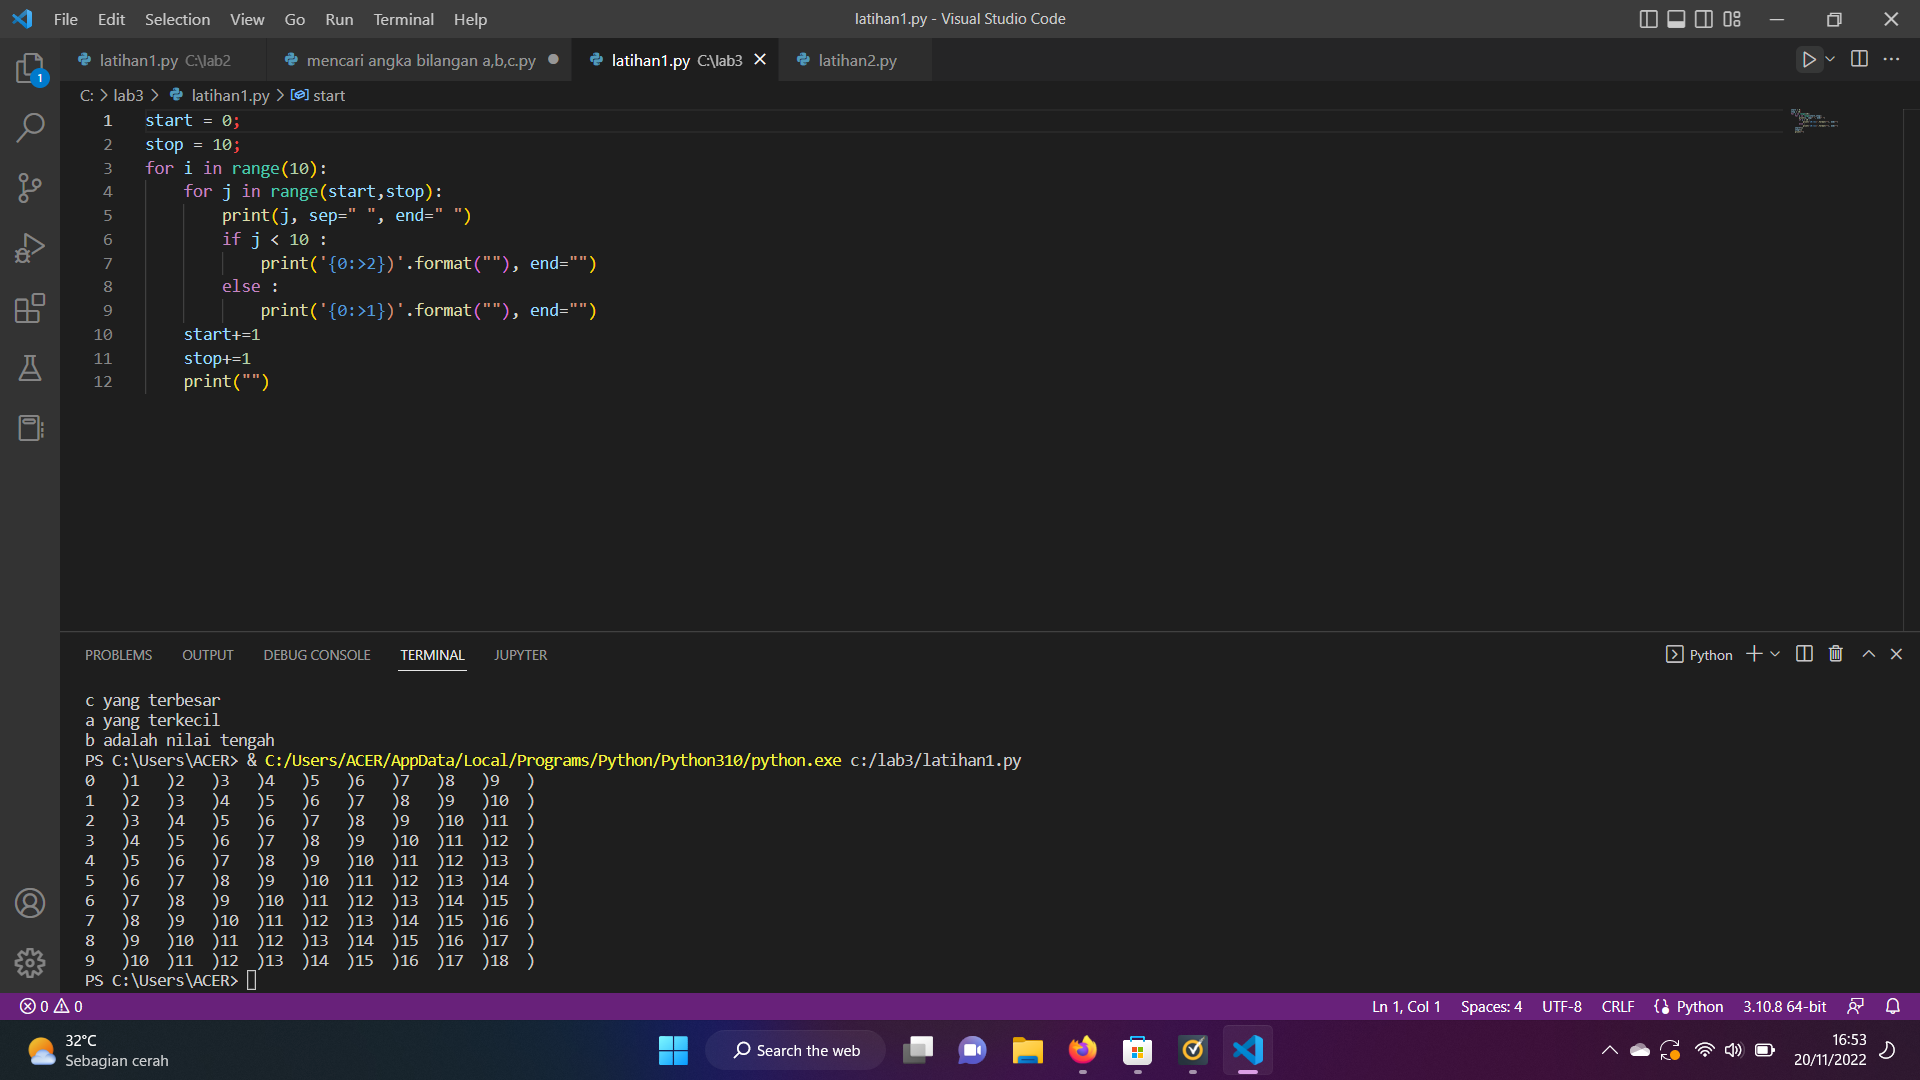 File Edit Selection View Go Run Terminal Help
latihan1.py - Visual Studio Code
latihan1.py C:\lab2
mencari angka bilangan a,b,c.py
latihan1.py C:\lab3
latihan2.py
1
C: > lab3 > latihan1.py > start
1 start = 0;
2 stop = 10;
3 for i in range(10):
4     for j in range(start,stop):
5         print(j, sep=" ", end=" ")
6         if j < 10 :
7             print('{0:>2})'.format(""), end="")
8         else :
9             print('{0:>1})'.format(""), end="")
10     start+=1
11     stop+=1
12     print("")
PROBLEMS OUTPUT DEBUG CONSOLE TERMINAL JUPYTER
Python
c yang terbesar
a yang terkecil
b adalah nilai tengah
PS C:\Users\ACER> & C:/Users/ACER/AppData/Local/Programs/Python/Python310/python.exe c:/lab3/latihan1.py
0   )1   )2   )3   )4   )5   )6   )7   )8   )9   )
1   )2   )3   )4   )5   )6   )7   )8   )9   )10  )
2   )3   )4   )5   )6   )7   )8   )9   )10  )11  )
3   )4   )5   )6   )7   )8   )9   )10  )11  )12  )
4   )5   )6   )7   )8   )9   )10  )11  )12  )13  )
5   )6   )7   )8   )9   )10  )11  )12  )13  )14  )
6   )7   )8   )9   )10  )11  )12  )13  )14  )15  )
7   )8   )9   )10  )11  )12  )13  )14  )15  )16  )
8   )9   )10  )11  )12  )13  )14  )15  )16  )17  )
9   )10  )11  )12  )13  )14  )15  )16  )17  )18  )
PS C:\Users\ACER>
0 0
Ln 1, Col 1 Spaces: 4 UTF-8 CRLF Python 3.10.8 64-bit
32°C
Sebagian cerah
Search the web
16:53
20/11/2022